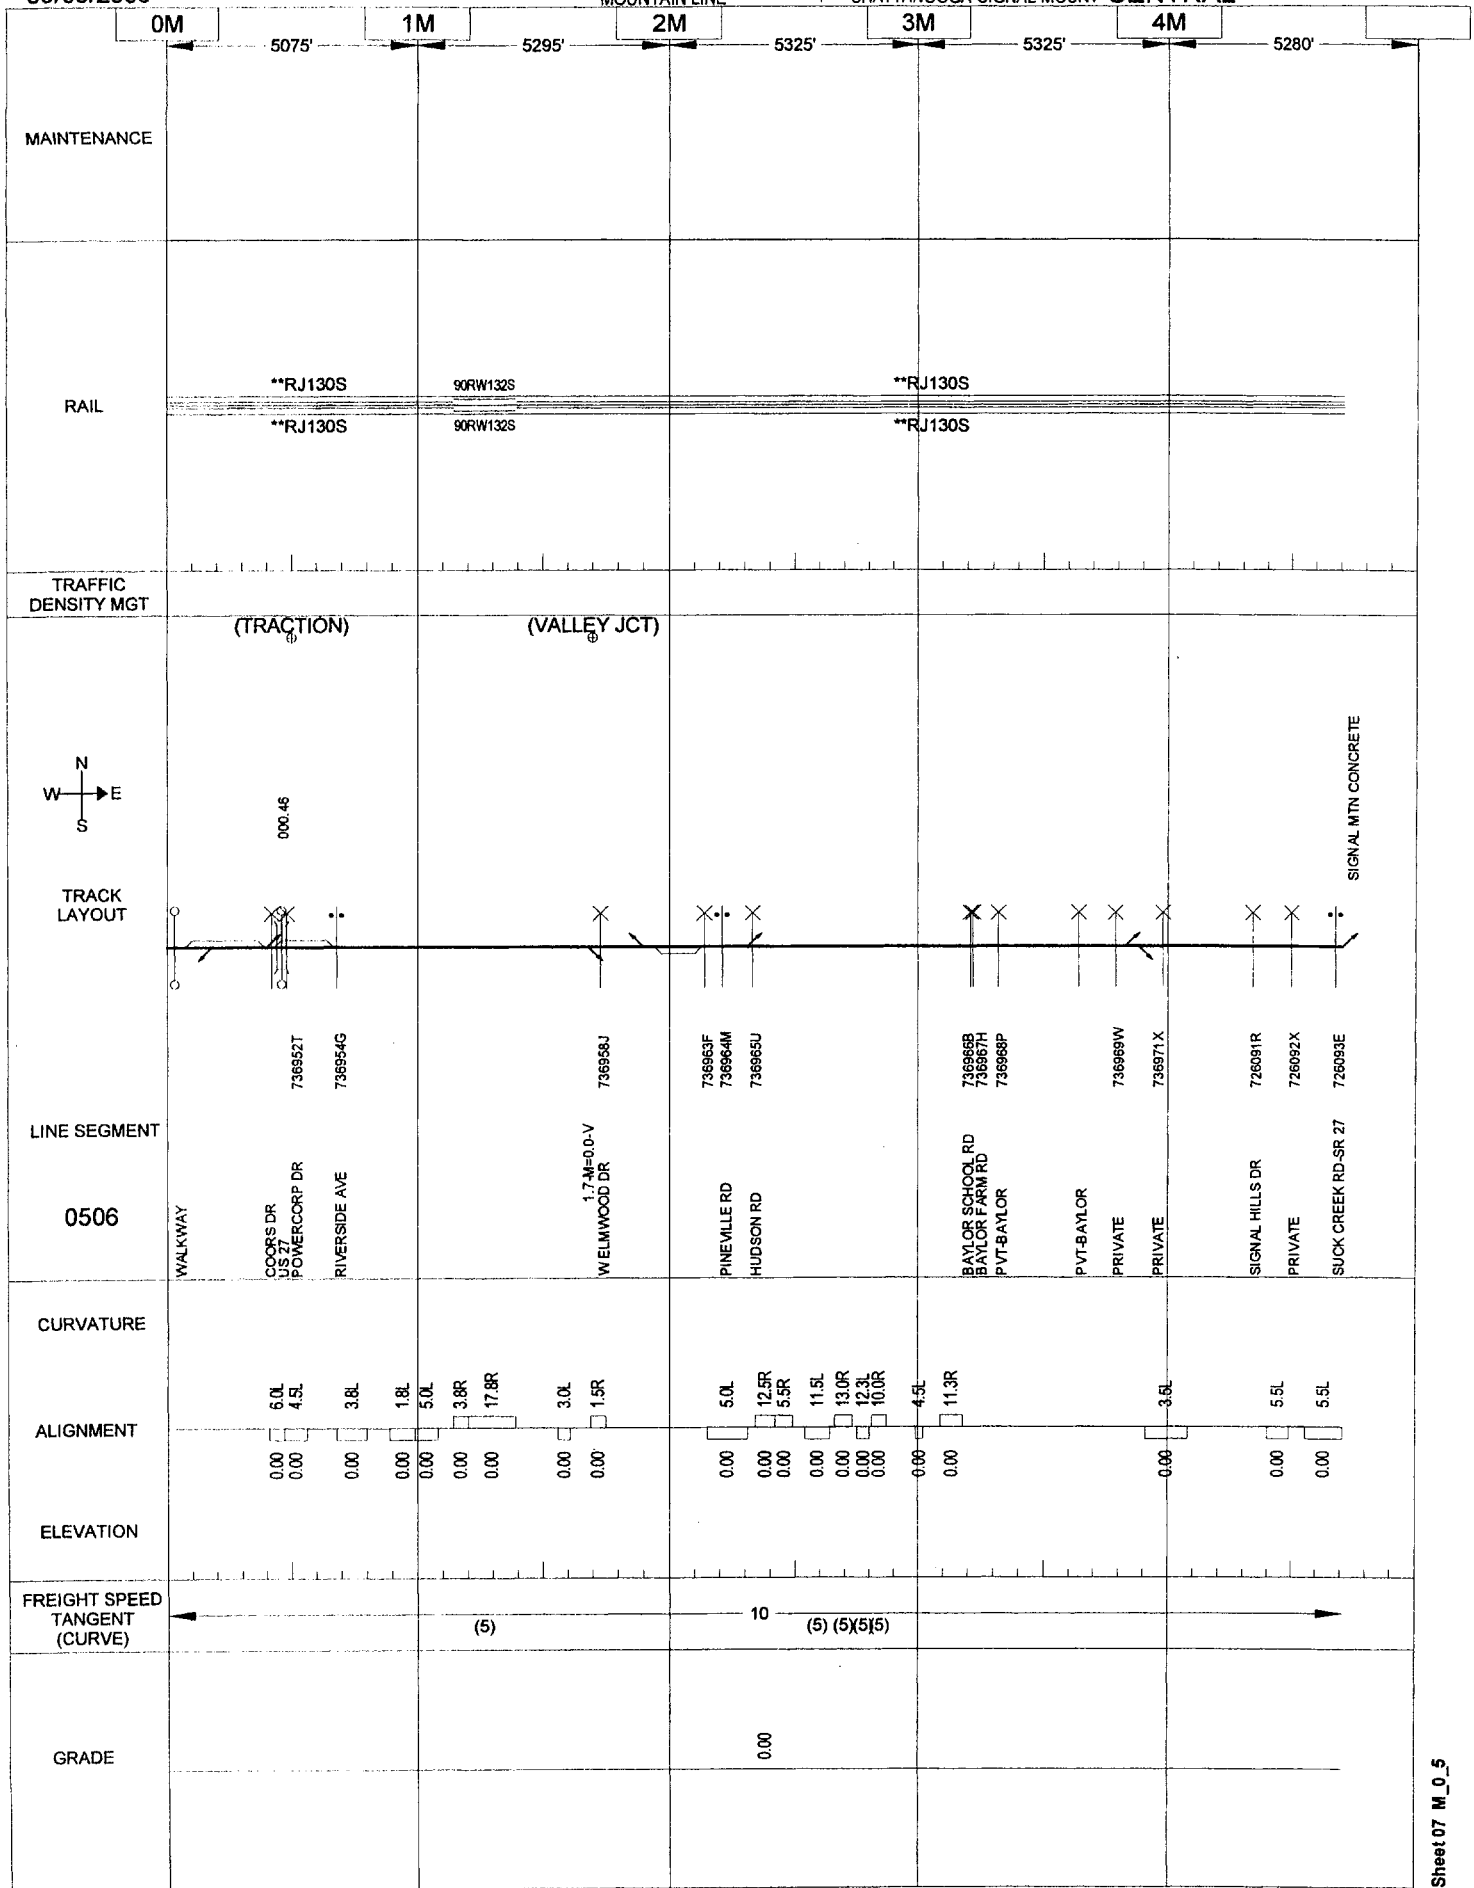 MOUNTAIN LINE
0M 1M 2M 3M 4M
5075' 5295' 5325' 5325' 5280'
MAINTENANCE
**RJ130S 90RW132S **RJ130S
RAIL
**RJ130S 90RW132S **RJ130S
TRAFFIC
DENSITY MGT
(TRACTION) (VALLEY JCT)
N
W E
S
000.46
SIGNAL MTN CONCRETE
TRACK
LAYOUT
736952T
736954G
736958J
736963F
736964M
736965U
736966B
736967H
736968P
736969W
736971X
726091R
726092X
726093E
LINE SEGMENT
0506
WALKWAY
COORS DR
US 27
POWERCORP DR
RIVERSIDE AVE
1.7-M=0.0-V
W ELMWOOD DR
PINEVILLE RD
HUDSON RD
BAYLOR SCHOOL RD
BAYLOR FARM RD
PVT-BAYLOR
PVT-BAYLOR
PRIVATE
PRIVATE
SIGNAL HILLS DR
PRIVATE
SUCK CREEK RD-SR 27
CURVATURE
6.0L 4.5L 3.8L 1.8L 5.0L 3.8R 17.8R 3.0L 1.5R 5.0L 12.5R 5.5R 11.5L 13.0R 12.3L 10.0R 4.5L 11.3R 3.5L 5.5L 5.5L
ALIGNMENT
0.00 0.00 0.00 0.00 0.00 0.00 0.00 0.00 0.00 0.00 0.00 0.00 0.00 0.00 0.00 0.00 0.00 0.00 0.00 0.00 0.00
ELEVATION
FREIGHT SPEED
TANGENT
(CURVE)
10
(5) (5) (5)(5)(5)
0.00
GRADE
Sheet 07 M_0_5